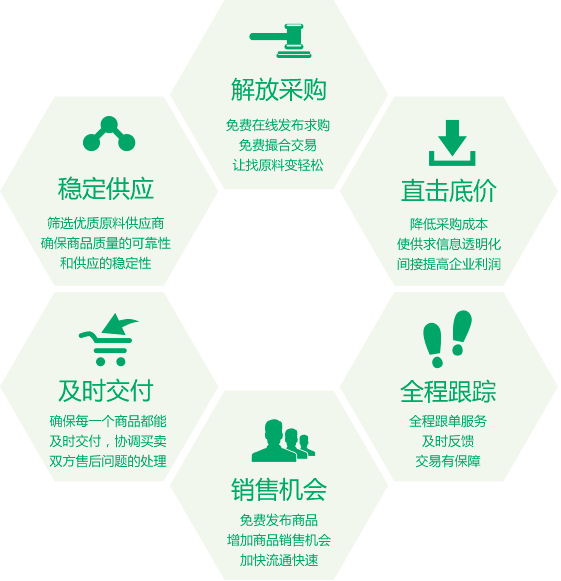 解放采购
免费在线发布求购
免费撮合交易
让找原料变轻松
稳定供应
筛选优质原料供应商
确保商品质量的可靠性
和供应的稳定性
直击底价
降低采购成本
使供求信息透明化
间接提高企业利润
及时交付
确保每一个商品都能
及时交付，协调买卖
双方售后问题的处理
全程跟踪
全程跟单服务
及时反馈
交易有保障
销售机会
免费发布商品
增加商品销售机会
加快流通快速